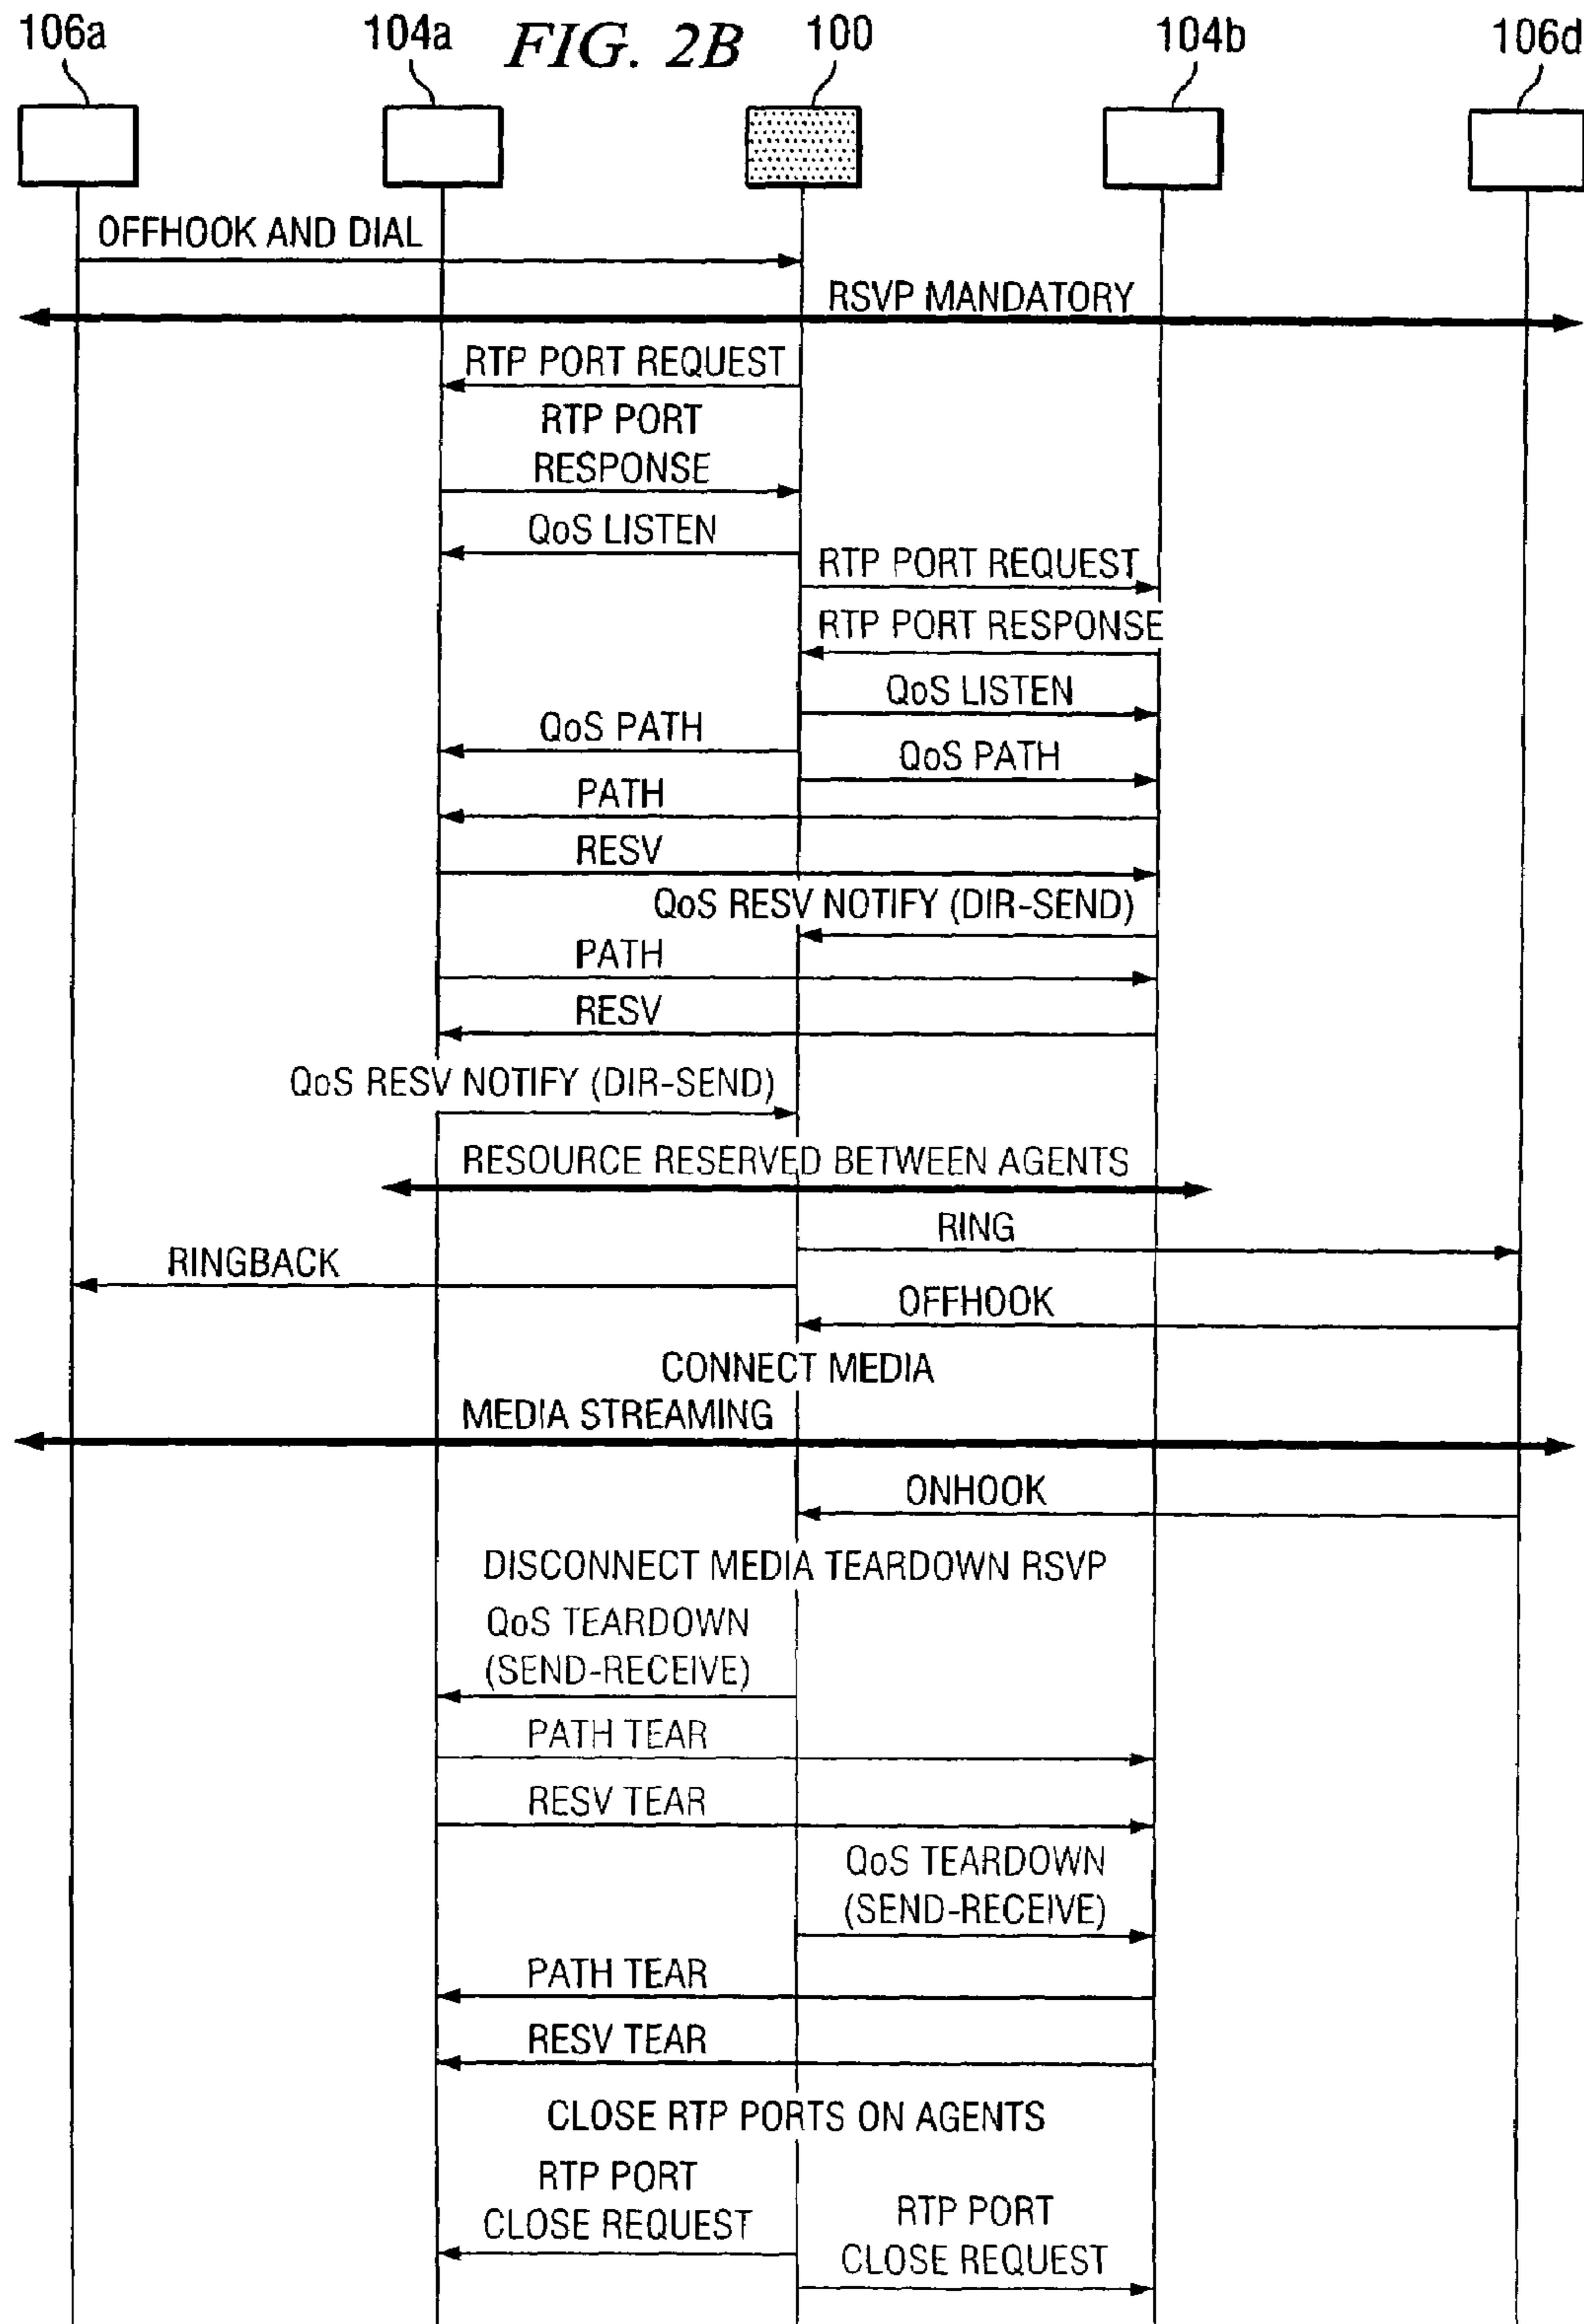 106a 104a FIG. 2B 100 104b 106d
OFFHOOK AND DIAL
RSVP MANDATORY
RTP PORT REQUEST
RTP PORT
RESPONSE
QoS LISTEN
RTP PORT REQUEST
RTP PORT RESPONSE
QoS LISTEN
QoS PATH
QoS PATH
PATH
RESV
QoS RESV NOTIFY (DIR-SEND)
PATH
RESV
QoS RESV NOTIFY (DIR-SEND)
RESOURCE RESERVED BETWEEN AGENTS
RING
RINGBACK
OFFHOOK
CONNECT MEDIA
MEDIA STREAMING
ONHOOK
DISCONNECT MEDIA TEARDOWN RSVP
QoS TEARDOWN
(SEND-RECEIVE)
PATH TEAR
RESV TEAR
QoS TEARDOWN
(SEND-RECEIVE)
PATH TEAR
RESV TEAR
CLOSE RTP PORTS ON AGENTS
RTP PORT
CLOSE REQUEST
RTP PORT
CLOSE REQUEST